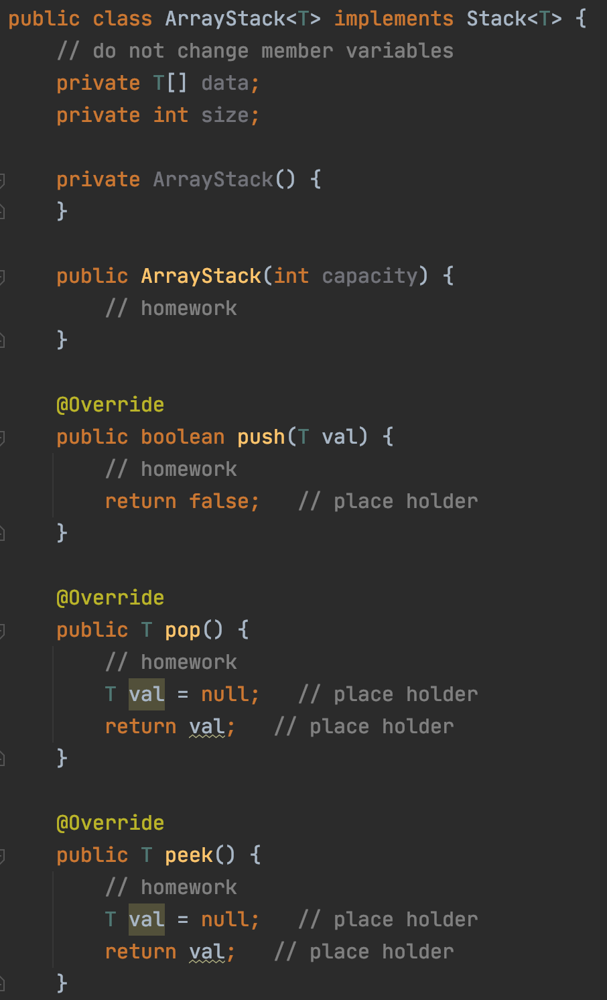 public class ArrayStack<T> implements Stack<T> {
// do not change member variables
private T[] data;
private int size;
private ArrayStack() {
}
public ArrayStack(int capacity) {
// homework
}
@Override
public boolean push(T val) {
// homework
return false;   // place holder
}
@Override
public T pop() {
// homework
T val = null;   // place holder
return val;   // place holder
}
@Override
public T peek() {
// homework
T val = null;   // place holder
return val;   // place holder
}